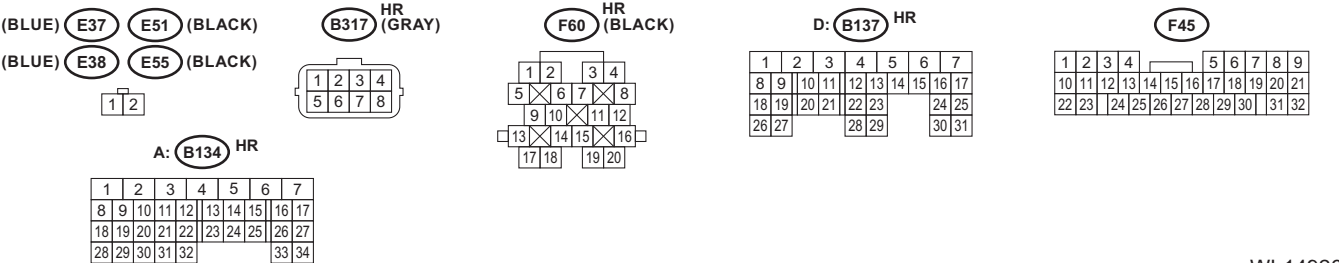 (BLUE) E37 E51 (BLACK)
(BLUE) E38 E55 (BLACK)
1 2
B317 HR (GRAY)
1 2 3 4
5 6 7 8
F60 HR (BLACK)
1 2 3 4
5 6 7 8
9 10 11 12
13 14 15 16
17 18 19 20
D: B137 HR
1 2 3 4 5 6 7
8 9 10 11 12 13 14 15 16 17
18 19 20 21 22 23 24 25
26 27 28 29 30 31
F45
1 2 3 4 5 6 7 8 9
10 11 12 13 14 15 16 17 18 19 20 21
22 23 24 25 26 27 28 29 30 31 32
A: B134 HR
1 2 3 4 5 6 7
8 9 10 11 12 13 14 15 16 17
18 19 20 21 22 23 24 25 26 27
28 29 30 31 32 33 34